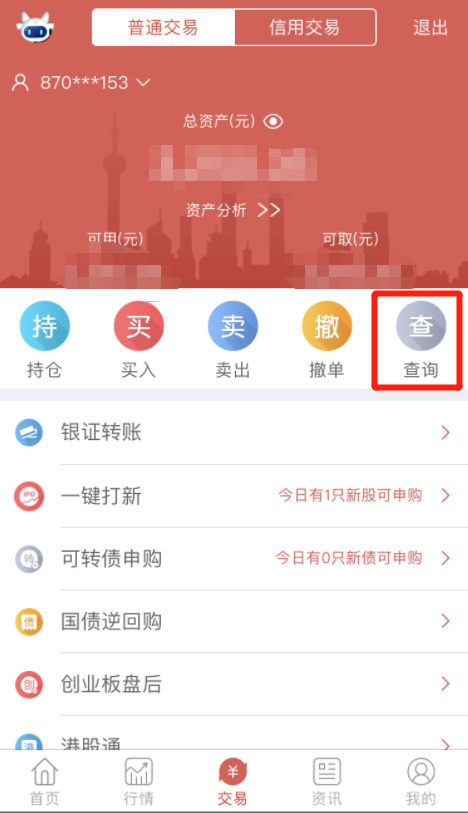 普通交易 信用交易 退出
870***153
总资产(元)
资产分析
可用(元) 可取(元)
持 买 卖 撤 查
持仓 买入 卖出 撤单 查询
银证转账
IPO 一键打新 今日有1只新股可申购
转 可转债申购 今日有0只新债可申购
债 国债逆回购
创 创业板盘后
港 港股通
¥
首页 行情 交易 资讯 我的